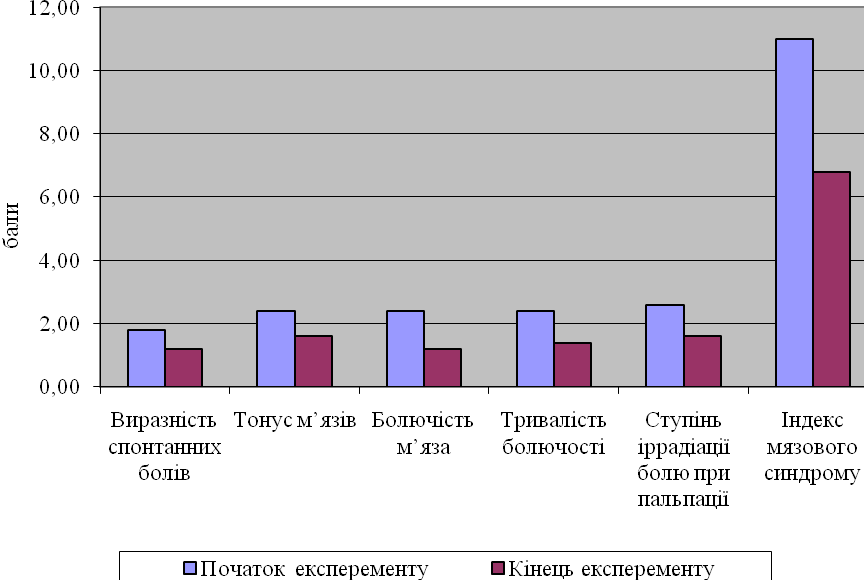 12,00
10,00
8,00
6,00
4,00
2,00
0,00
бали
Виразність
спонтанних
болів
Тонус м’язів
Болючість
м’яза
Тривалість
болючості
Ступінь
іррадіації
болю при
пальпації
Індекс
мязового
синдрому
Початок експеременту
Кінець експеременту